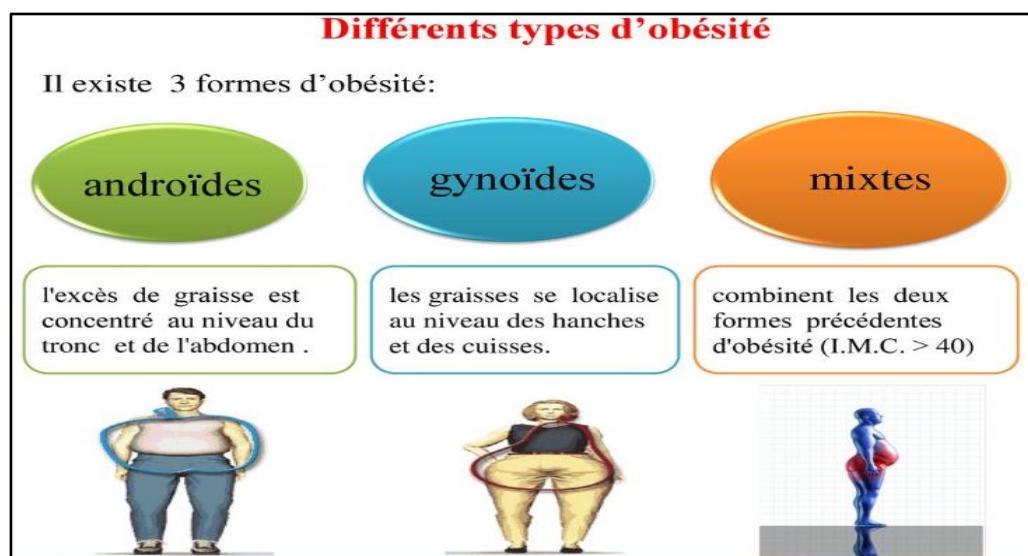 Différents types d'obésité
Il existe 3 formes d'obésité:
androïdes
gynoïdes
mixtes
l'excès de graisse est
concentré au niveau du
tronc et de l'abdomen .
les graisses se localise
au niveau des hanches
et des cuisses.
combinent les deux
formes précédentes
d'obésité (I.M.C. > 40)